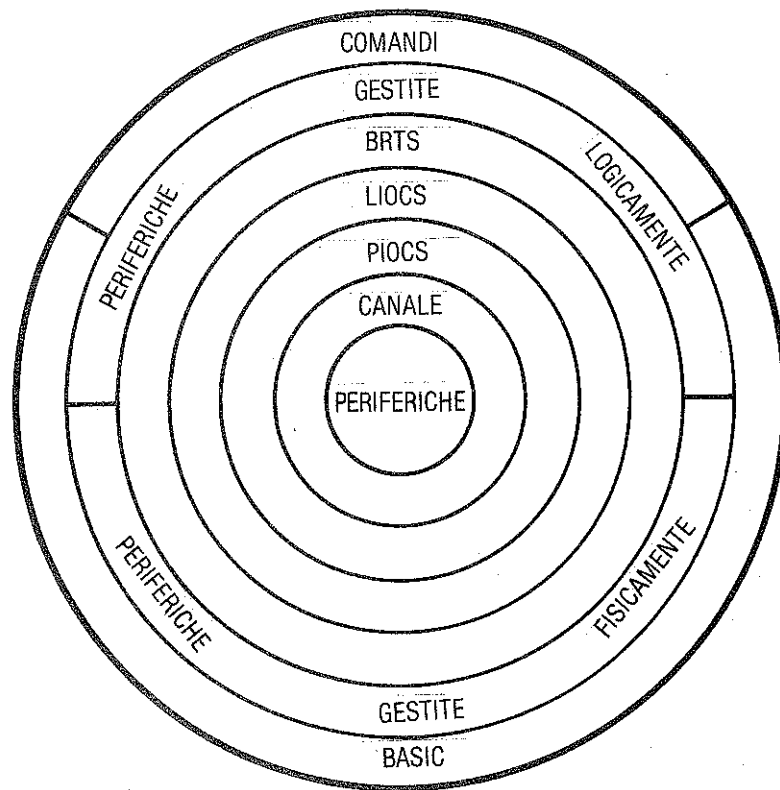 COMANDI
PERIFERICHE GESTITE LOGICAMENTE
BRTS
LIOCS
PIOCS
CANALE
PERIFERICHE
PERIFERICHE GESTITE FISICAMENTE
BASIC